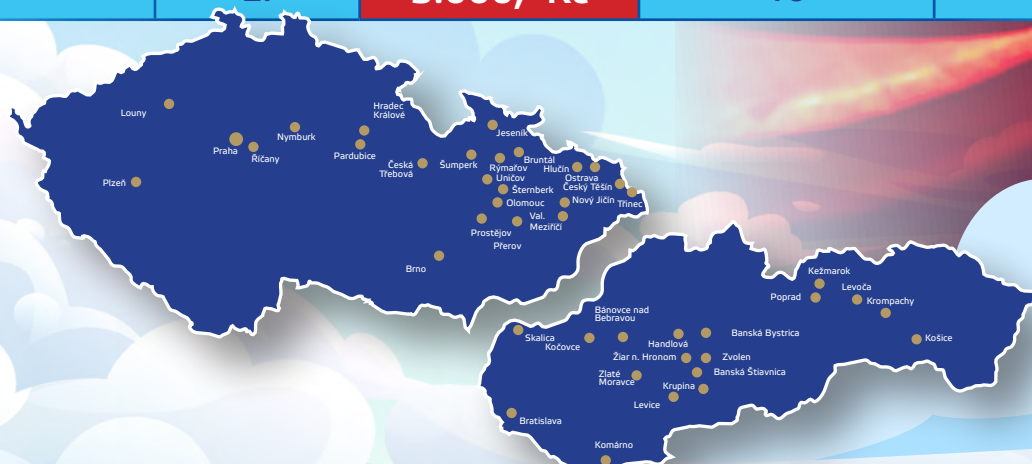 Louny
Hradec
Králové
Praha
Nymburk
Říčany
Pardubice
Česká
Třebová
Plzeň
Jeseník
Šumperk
Bruntál
Rýmařov
Hlučín
Uničov
Ostrava
Český Těšín
Šternberk
Olomouc
Nový Jičín
Třinec
Val.
Meziříčí
Prostějov
Přerov
Brno
Kežmarok
Poprad
Levoča
Krompachy
Košice
Bánovce nad
Bebravou
Skalica
Kočovce
Handlová
Banská Bystrica
Žiar n. Hronom
Zvolen
Zlaté
Moravce
Banská Štiavnica
Krupina
Levice
Bratislava
Komárno